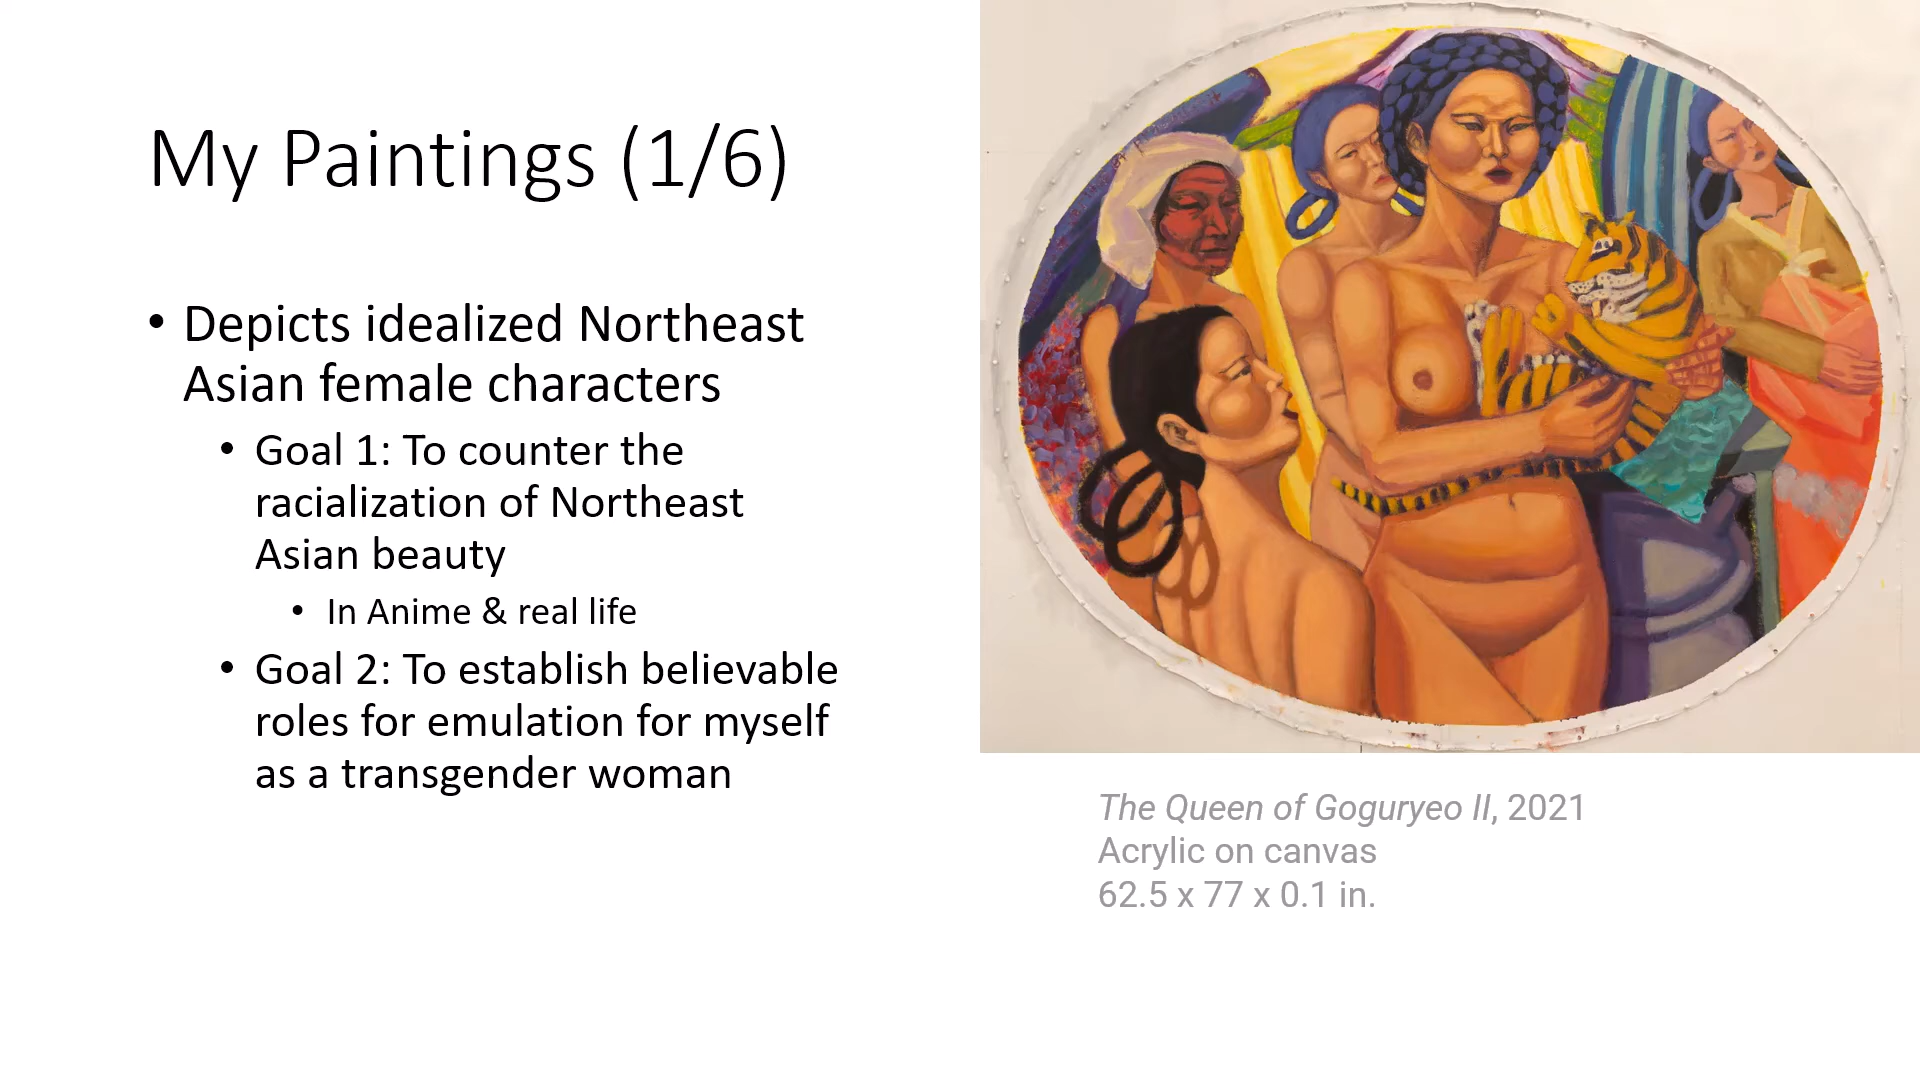 My Paintings (1/6)
• Depicts idealized Northeast
Asian female characters
• Goal 1: To counter the
racialization of Northeast
Asian beauty
• In Anime & real life
• Goal 2: To establish believable
roles for emulation for myself
as a transgender woman
The Queen of Goguryeo II, 2021
Acrylic on canvas
62.5 x 77 x 0.1 in.